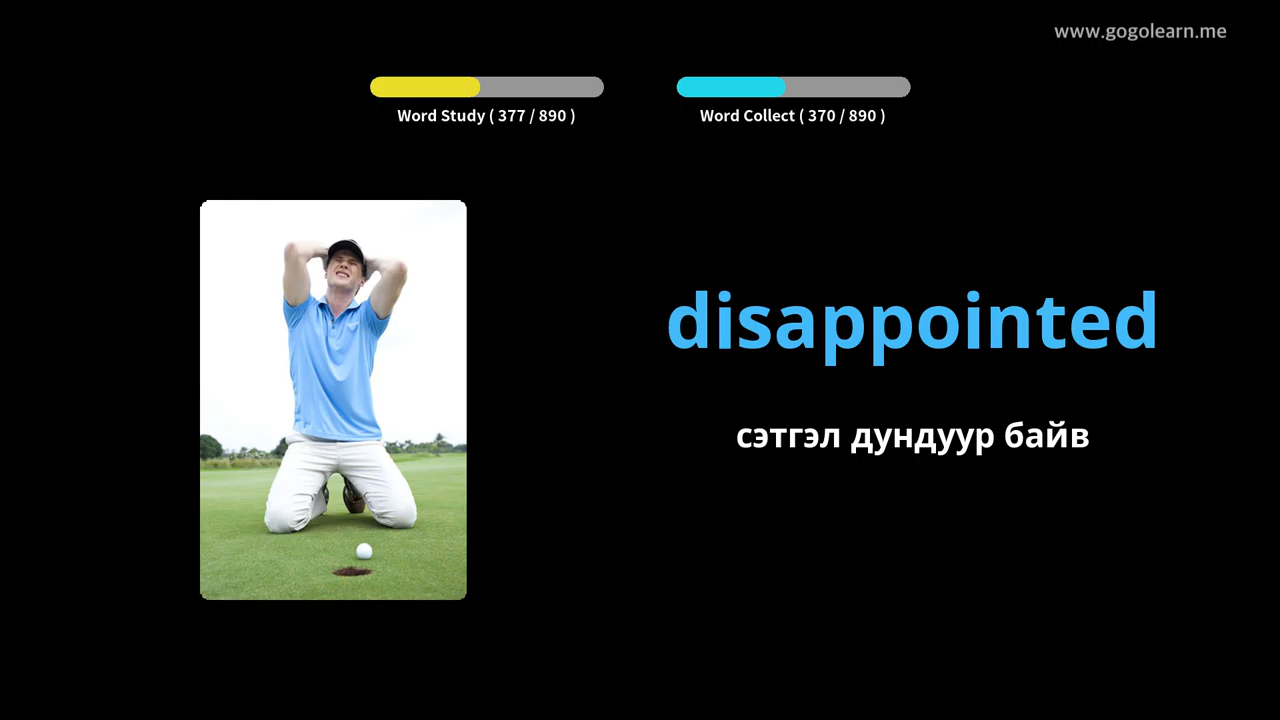 www.gogolearn.me
Word Study ( 377 / 890 )
Word Collect ( 370 / 890 )
disappointed
сэтгэл дундуур байв